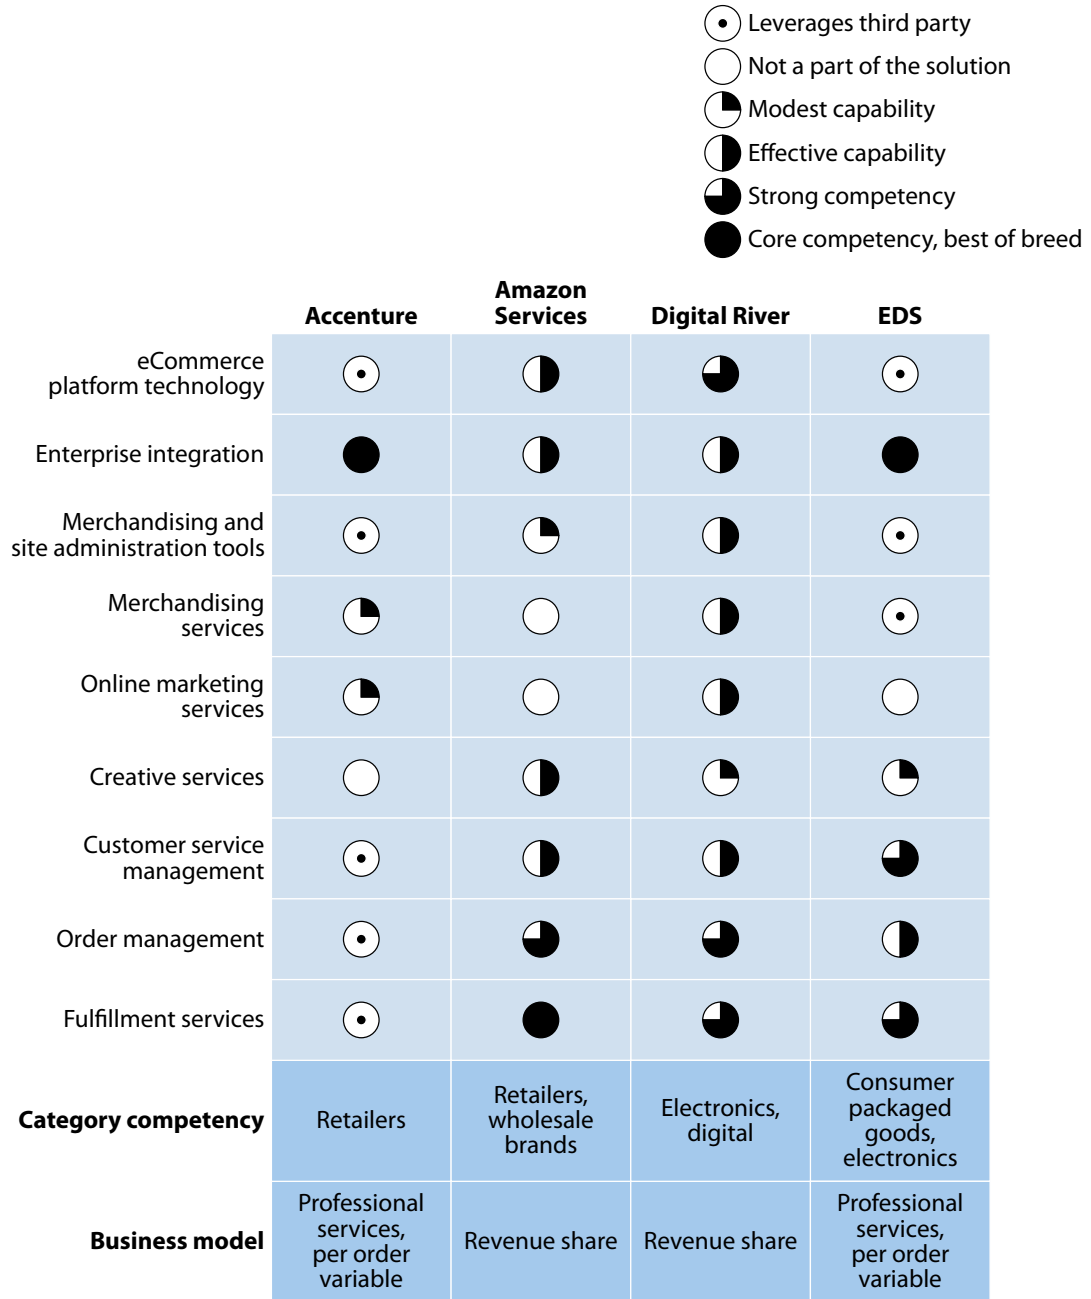 Leverages third party
Not a part of the solution
Modest capability
Effective capability
Strong competency
Core competency, best of breed
Accenture
Amazon
Services
Digital River
EDS
eCommerce
platform technology
Enterprise integration
Merchandising and
site administration tools
Merchandising
services
Online marketing
services
Creative services
Customer service
management
Order management
Fulfillment services
Category competency
Retailers
Retailers,
wholesale
brands
Electronics,
digital
Consumer
packaged
goods,
electronics
Business model
Professional
services,
per order
variable
Revenue share
Revenue share
Professional
services,
per order
variable